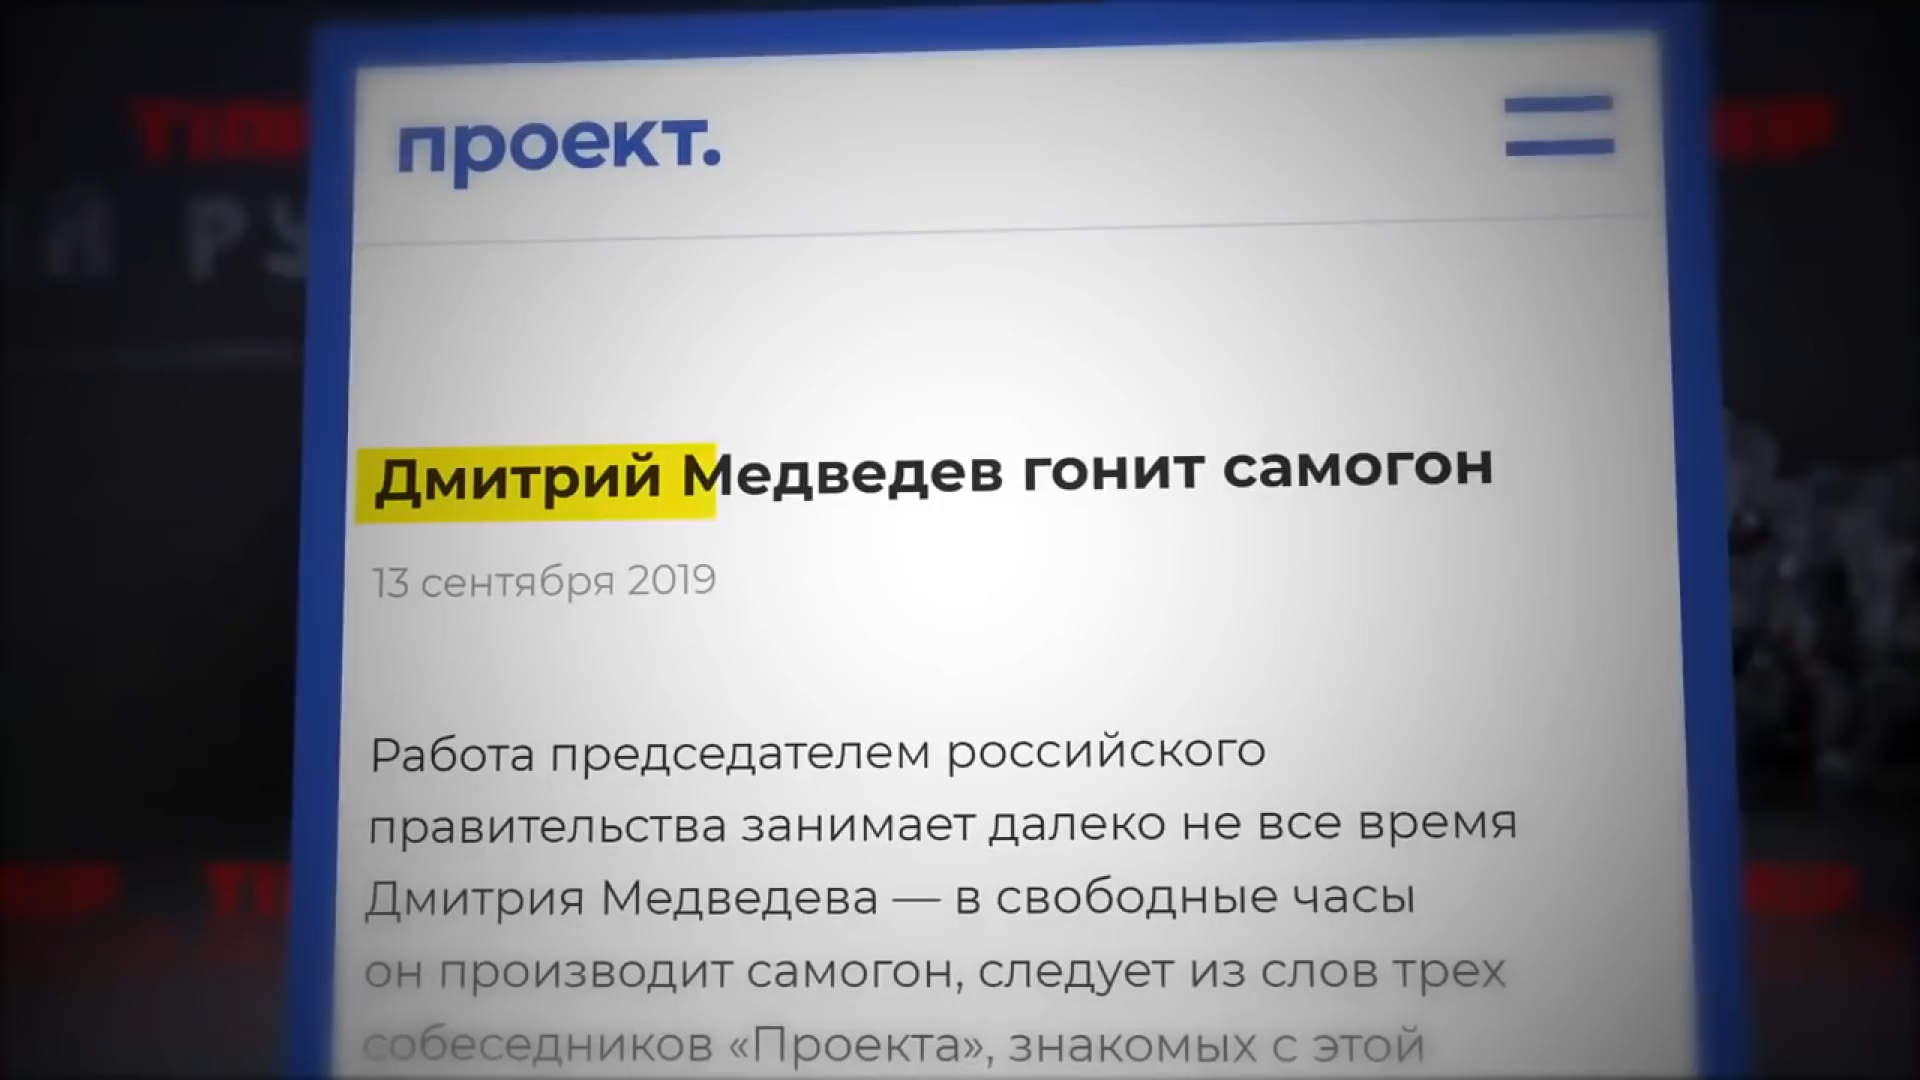 проект.
Дмитрий Медведев гонит самогон
13 сентября 2019
Работа председателем российского
правительства занимает далеко не все время
Дмитрия Медведева — в свободные часы
он производит самогон, следует из слов трех
собеседников «Проекта», знакомых с этой